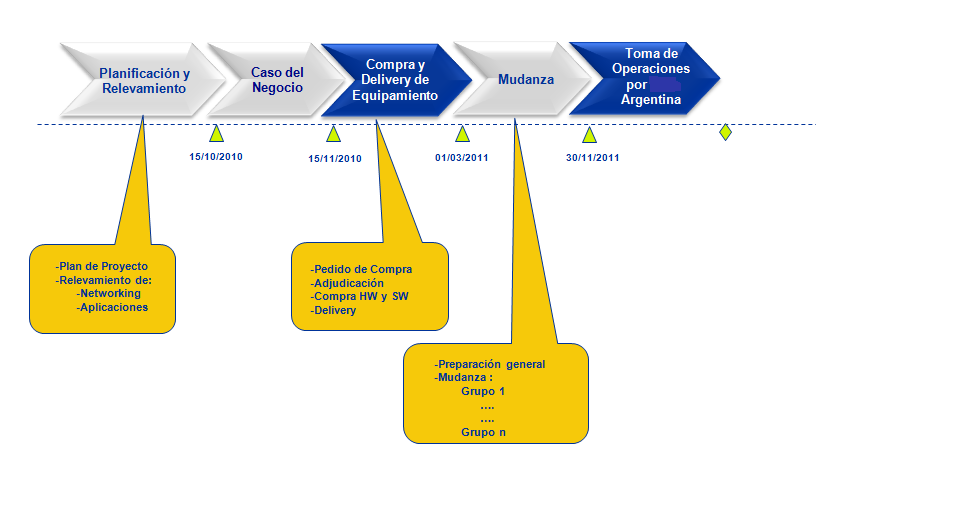 Planificación y
Relevamiento
Caso del
Negocio
Compra y
Delivery de
Equipamiento
Mudanza
Toma de
Operaciones
por
Argentina
15/10/2010
15/11/2010
01/03/2011
30/11/2011
-Plan de Proyecto
-Relevamiento de:
-Networking
-Aplicaciones
-Pedido de Compra
-Adjudicación
-Compra HW y SW
-Delivery
-Preparación general
-Mudanza :
Grupo 1
....
....
Grupo n